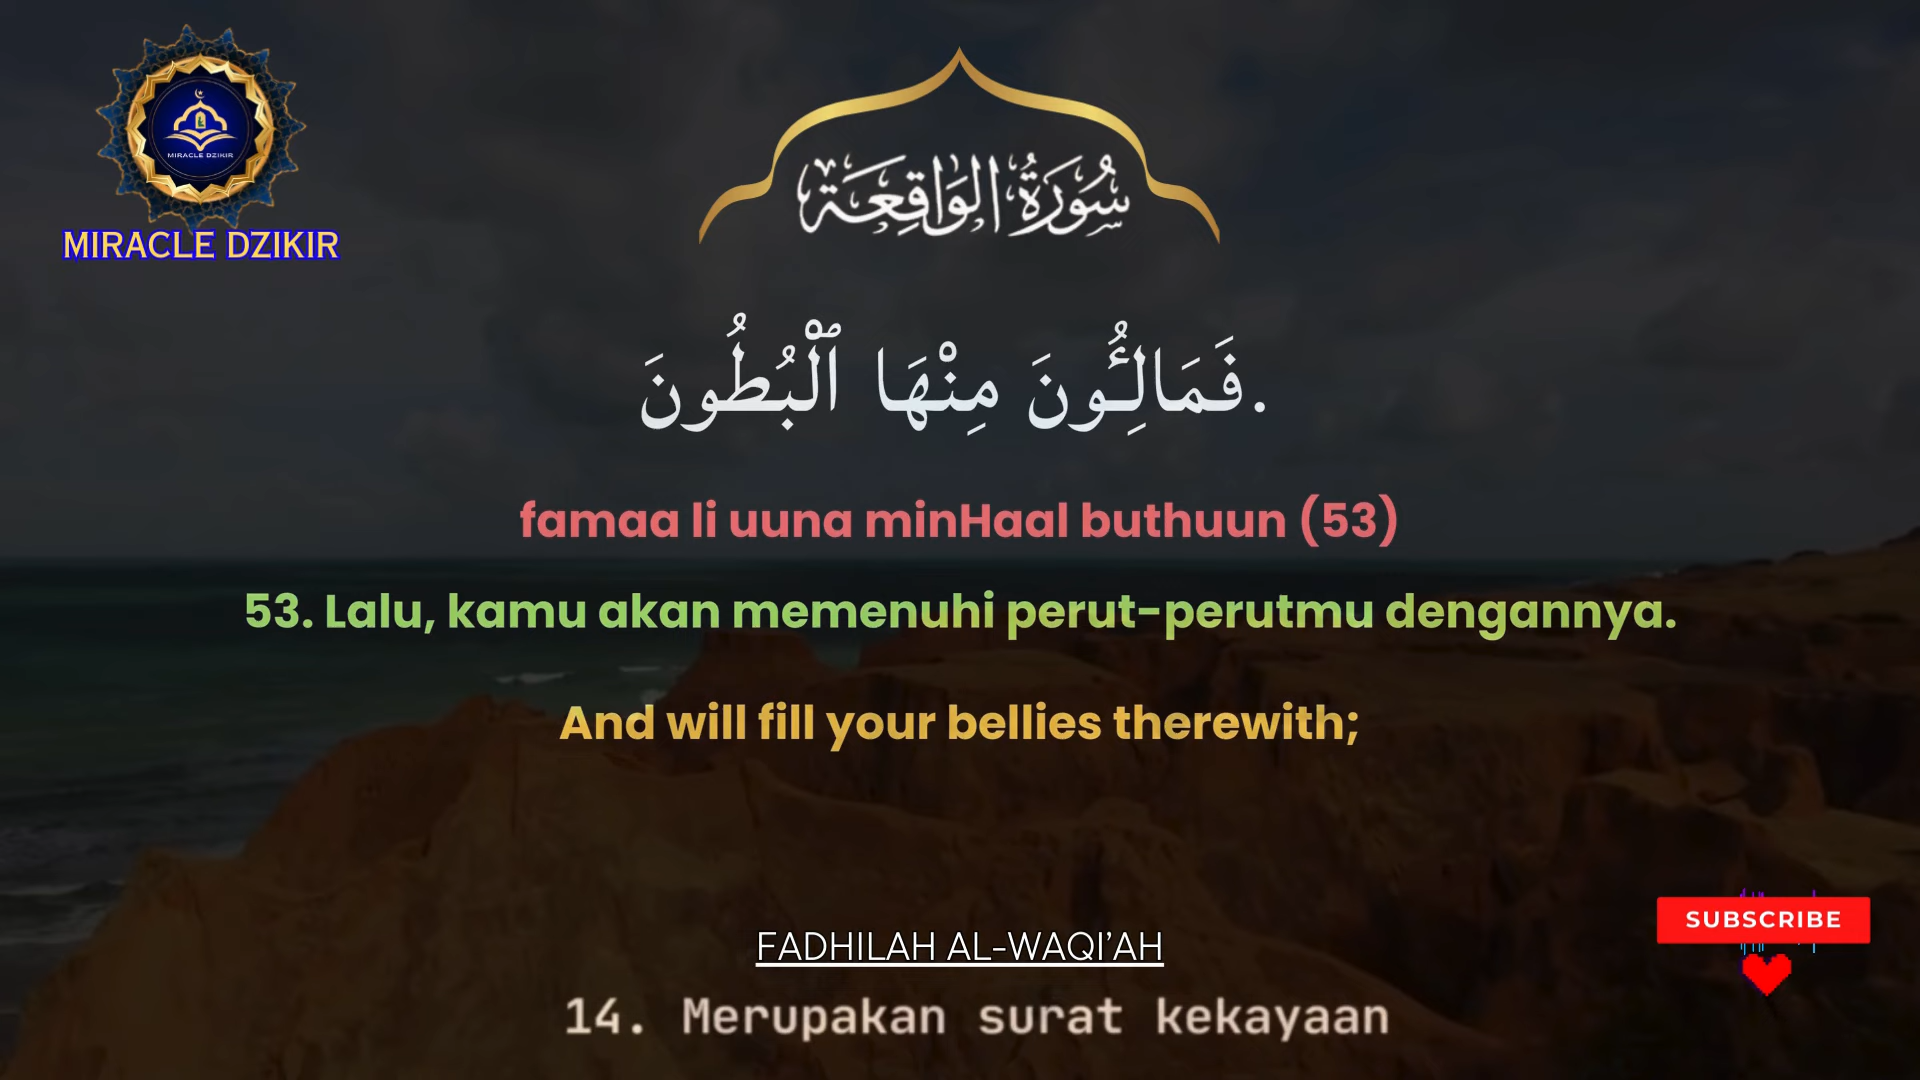 MIRACLE DZIKIR
MIRACLE DZIKIR
سُورَةُ الوَاقِعَة
فَمَالِـُٔونَ مِنْهَا ٱلْبُطُونَ.
famaa li uuna minHaal buthuun (53)
53. Lalu, kamu akan memenuhi perut-perutmu dengannya.
And will fill your bellies therewith;
SUBSCRIBE
FADHILAH AL-WAQI'AH
14. Merupakan surat kekayaan